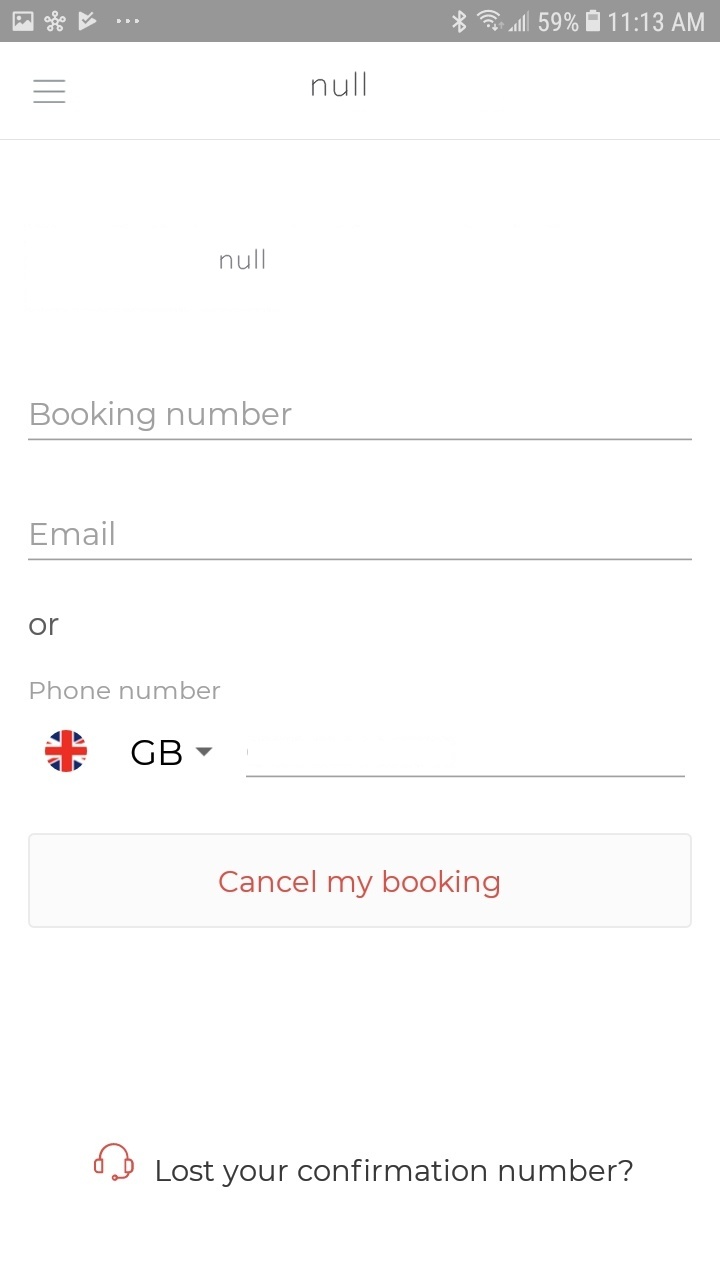 59% 11:13 AM
null
null
Booking number
Email
or
Phone number
GB
Cancel my booking
Lost your confirmation number?